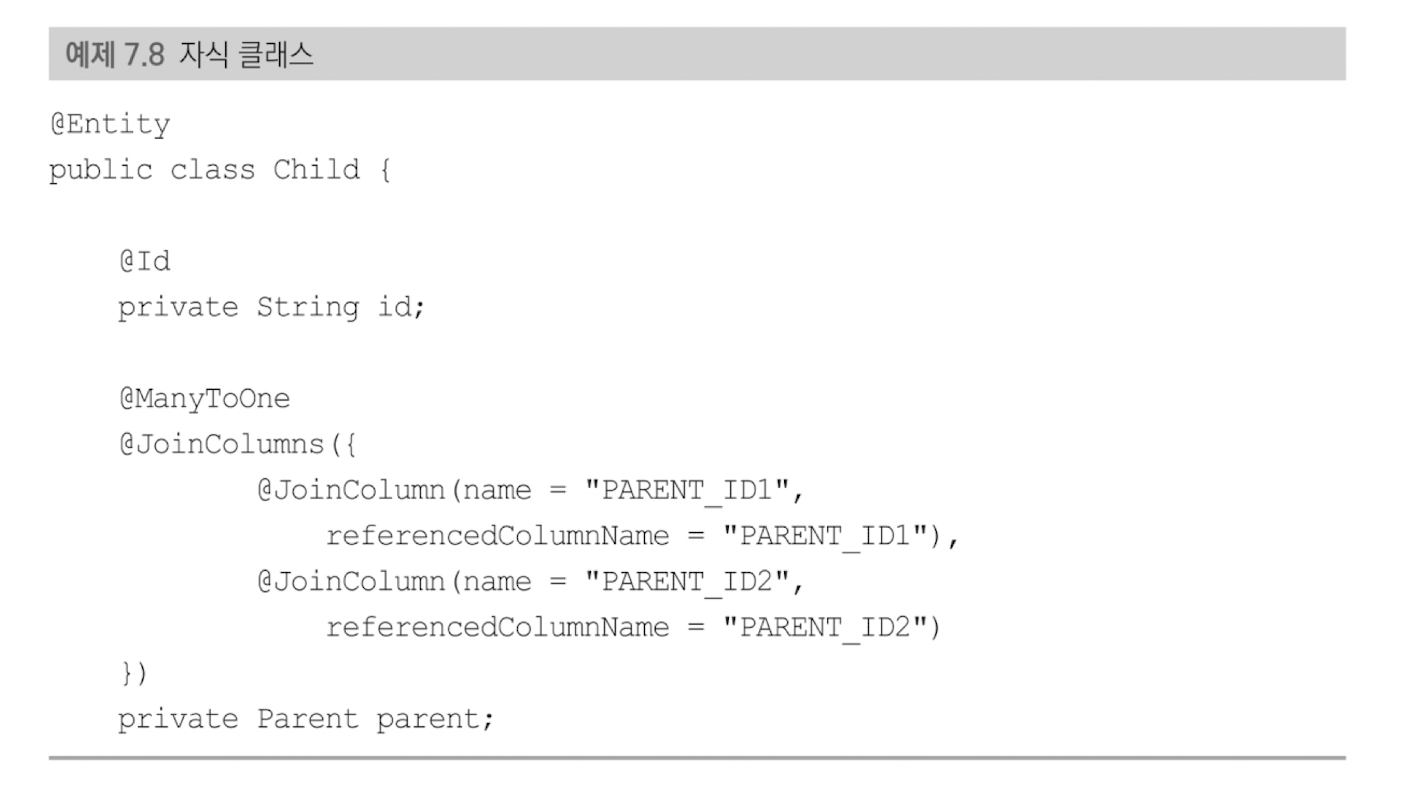 예제 7.8 자식 클래스
@Entity
public class Child {
@Id
private String id;
@ManyToOne
@JoinColumns({
@JoinColumn(name = "PARENT_ID1",
referencedColumnName = "PARENT_ID1"),
@JoinColumn(name = "PARENT_ID2",
referencedColumnName = "PARENT_ID2")
})
private Parent parent;